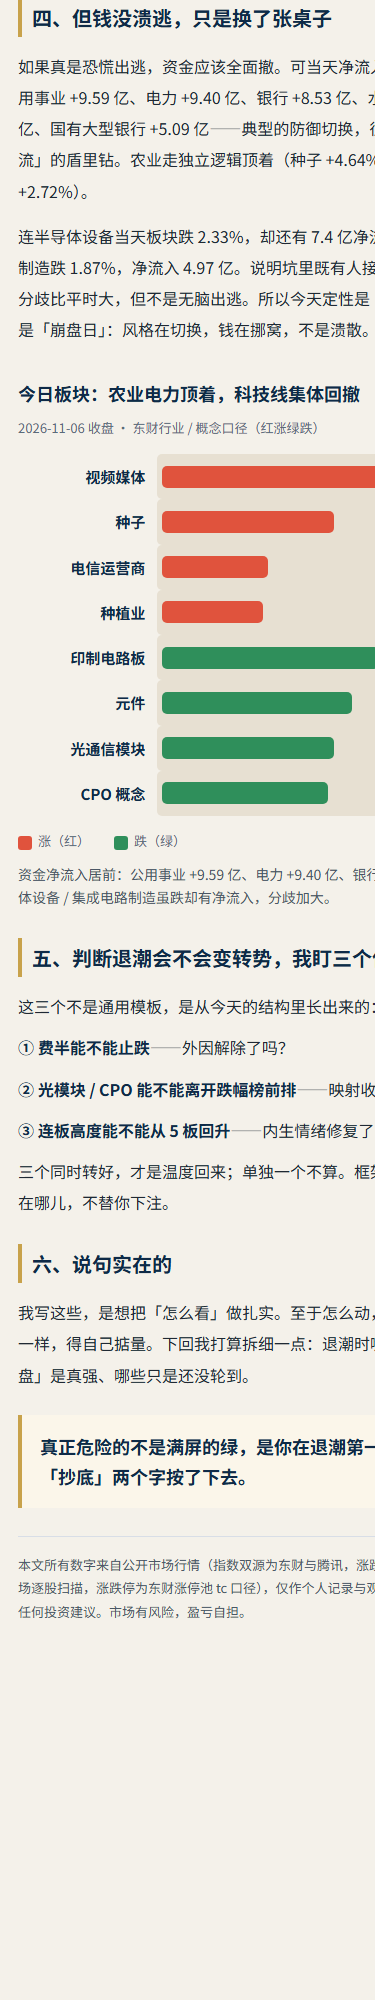 四、但钱没溃逃，只是换了张桌子
如果真是恐慌出逃，资金应该全面撤。可当天净流
用事业 +9.59 亿、电力 +9.40 亿、银行 +8.53 亿、
亿、国有大型银行 +5.09 亿——典型的防御切换，
流」的盾里钻。农业走独立逻辑顶着（种子 +4.64%
+2.72%）。
连半导体设备当天板块跌 2.33%，却还有 7.4 亿净
制造跌 1.87%，净流入 4.97 亿。说明坑里既有人接
分歧比平时大，但不是无脑出逃。所以今天定性是
是「崩盘日」：风格在切换，钱在挪窝，不是溃散。
今日板块：农业电力顶着，科技线集体回撤
2026-11-06 收盘 · 东财行业 / 概念口径（红涨绿跌）
视频媒体
种子
电信运营商
种植业
印制电路板
元件
光通信模块
CPO 概念
涨（红） 跌（绿）
资金净流入居前：公用事业 +9.59 亿、电力 +9.40 亿、银行
体设备 / 集成电路制造虽跌却有净流入，分歧加大。
五、判断退潮会不会变转势，我盯三个
这三个不是通用模板，是从今天的结构里长出来的：
① 费半能不能止跌——外因解除了吗？
② 光模块 / CPO 能不能离开跌幅榜前排——映射收
③ 连板高度能不能从 5 板回升——内生情绪修复了
三个同时转好，才是温度回来；单独一个不算。框
在哪儿，不替你下注。
六、说句实在的
我写这些，是想把「怎么看」做扎实。至于怎么动，
一样，得自己掂量。下回我打算拆细一点：退潮时
盘」是真强、哪些只是还没轮到。
真正危险的不是满屏的绿，是你在退潮第一
「抄底」两个字按了下去。
本文所有数字来自公开市场行情（指数双源为东财与腾讯，涨
场逐股扫描，涨跌停为东财涨停池 tc 口径），仅作个人记录与
任何投资建议。市场有风险，盈亏自担。